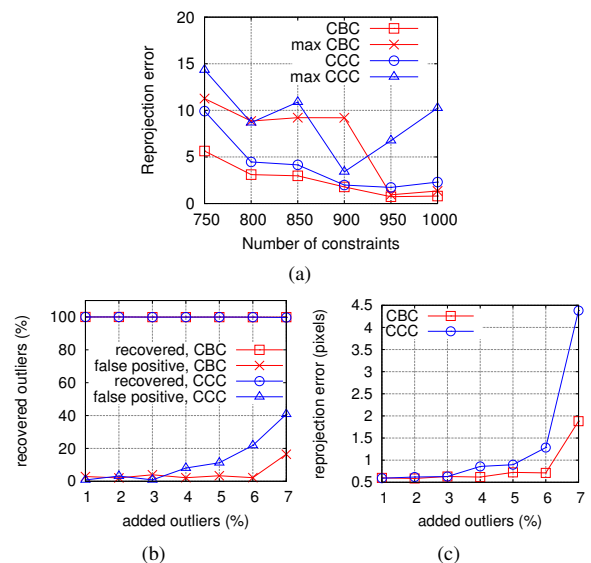 20
15
10
5
0
Reprojection error
CBC
max CBC
CCC
max CCC
750 800 850 900 950 1000
Number of constraints
(a)
100
80
60
40
20
0
recovered outliers (%)
recovered, CBC
false positive, CBC
recovered, CCC
false positive, CCC
1 2 3 4 5 6 7
added outliers (%)
(b)
4.5
4
3.5
3
2.5
2
1.5
1
0.5
reprojection error (pixels)
CBC
CCC
1 2 3 4 5 6 7
added outliers (%)
(c)